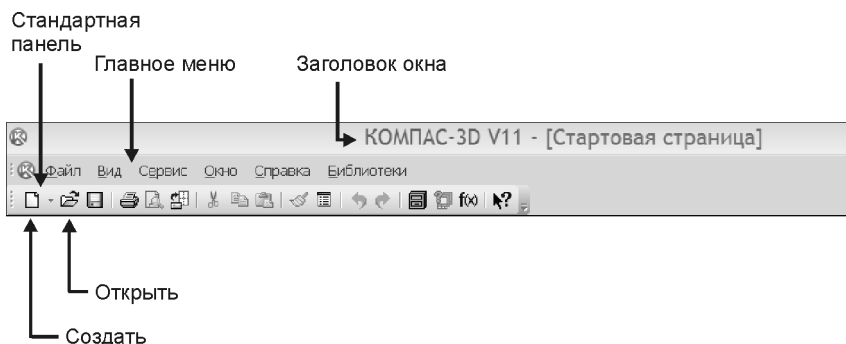 Стандартная
панель
Главное меню
Заголовок окна
КОМПАС-3D V11 - [Стартовая страница]
Файл Вид Сервис Окно Справка Библиотеки
f(x)
Открыть
Создать